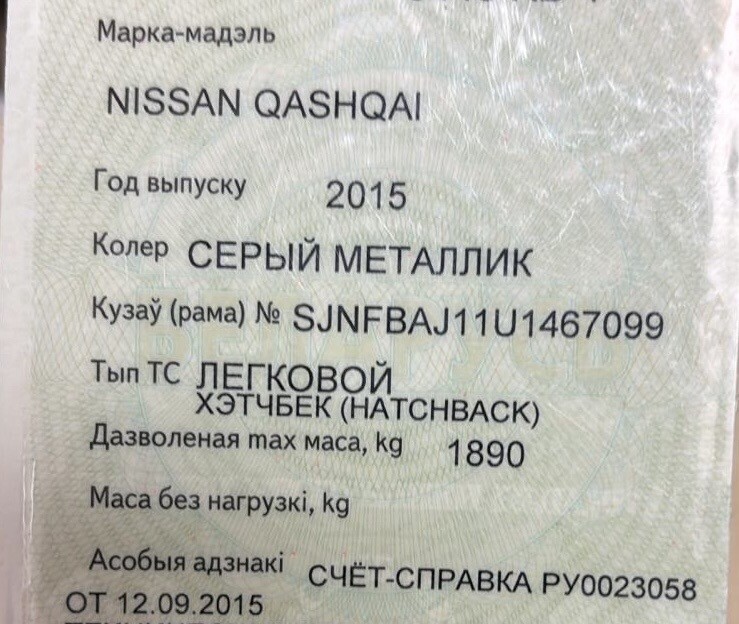 Марка-мадэль
NISSAN QASHQAI
Год выпуску 2015
Колер СЕРЫЙ МЕТАЛЛИК
Кузаў (рама) № SJNFBAJ11U1467099
Тып ТС ЛЕГКОВОЙ
ХЭТЧБЕК (HATCHBACK)
Дазволеная max маса, kg 1890
Маса без нагрузкі, kg
Асобыя адзнакі СЧЁТ-СПРАВКА РУ0023058
ОТ 12.09.2015